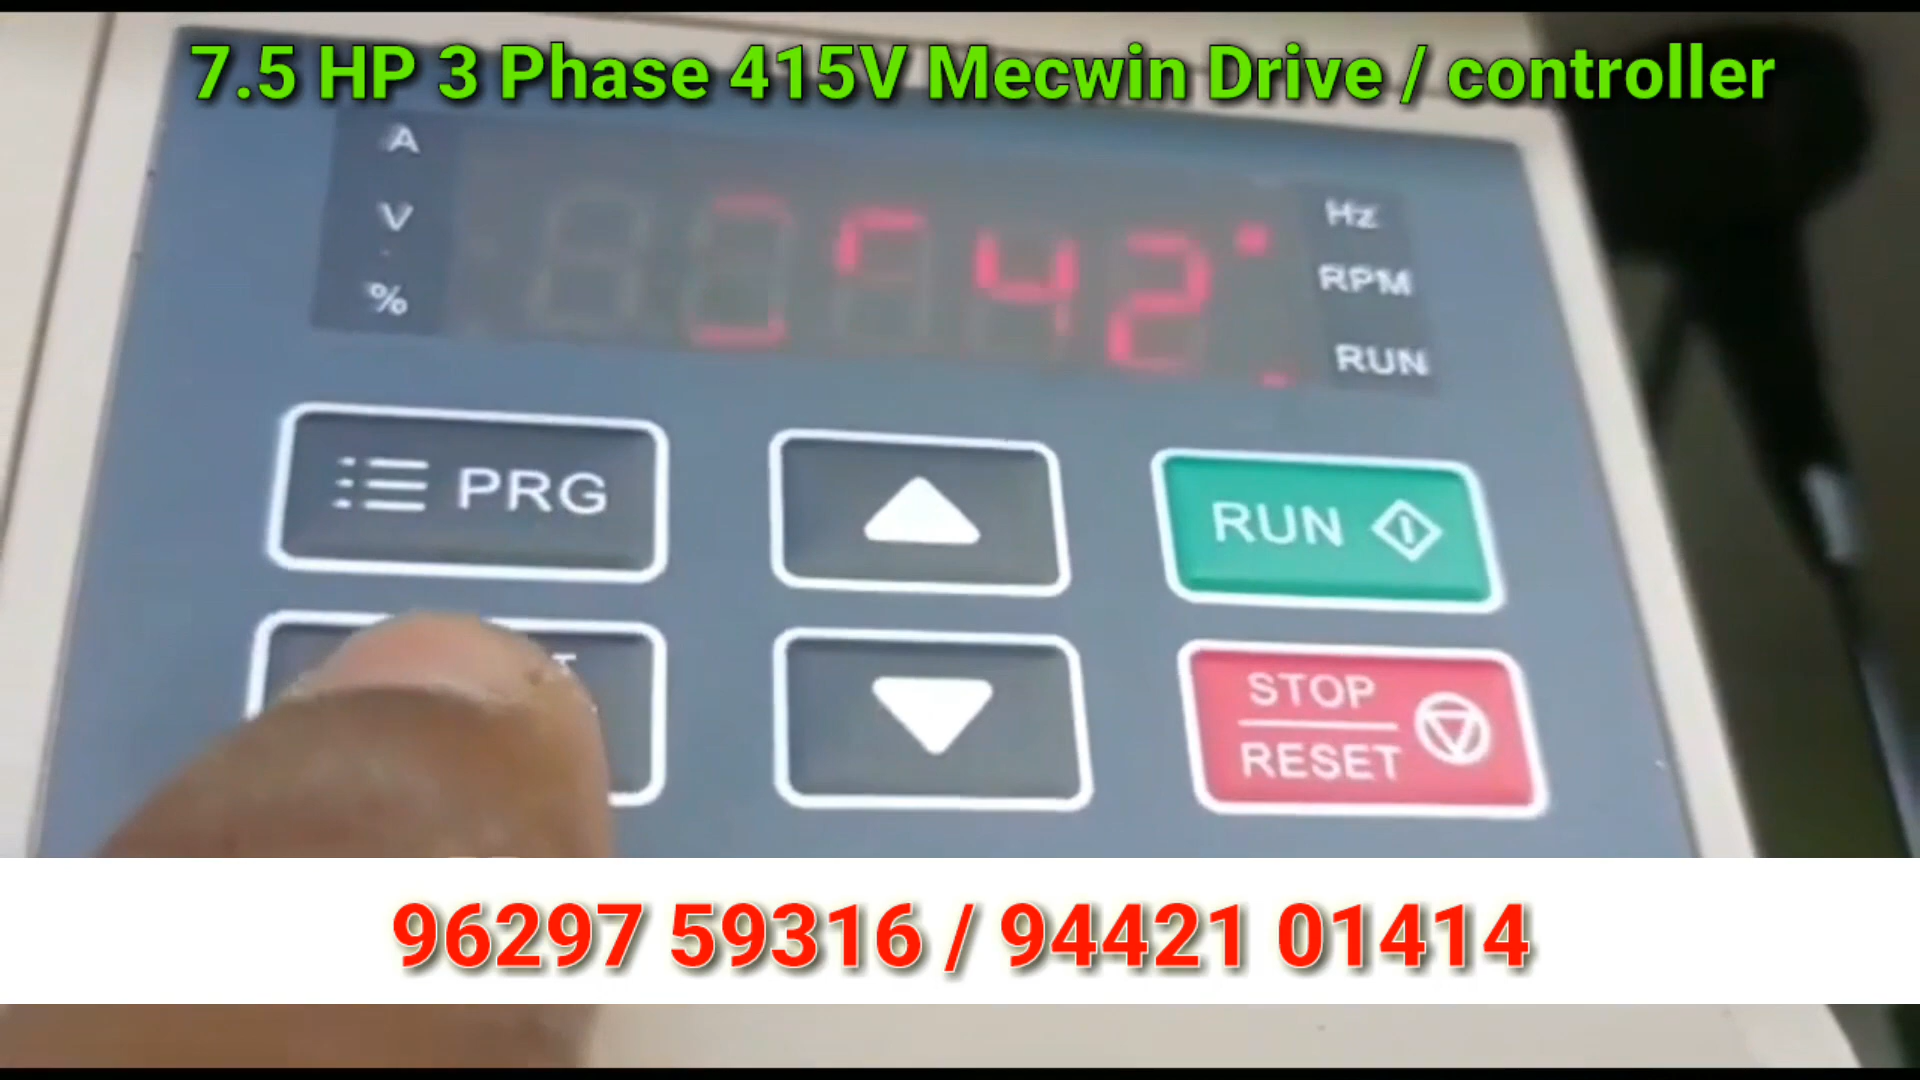 7.5 HP 3 Phase 415V Mecwin Drive / controller
A
V
%
Hz
RPM
RUN
PRG
RUN
STOP
RESET
96297 59316 / 94421 01414